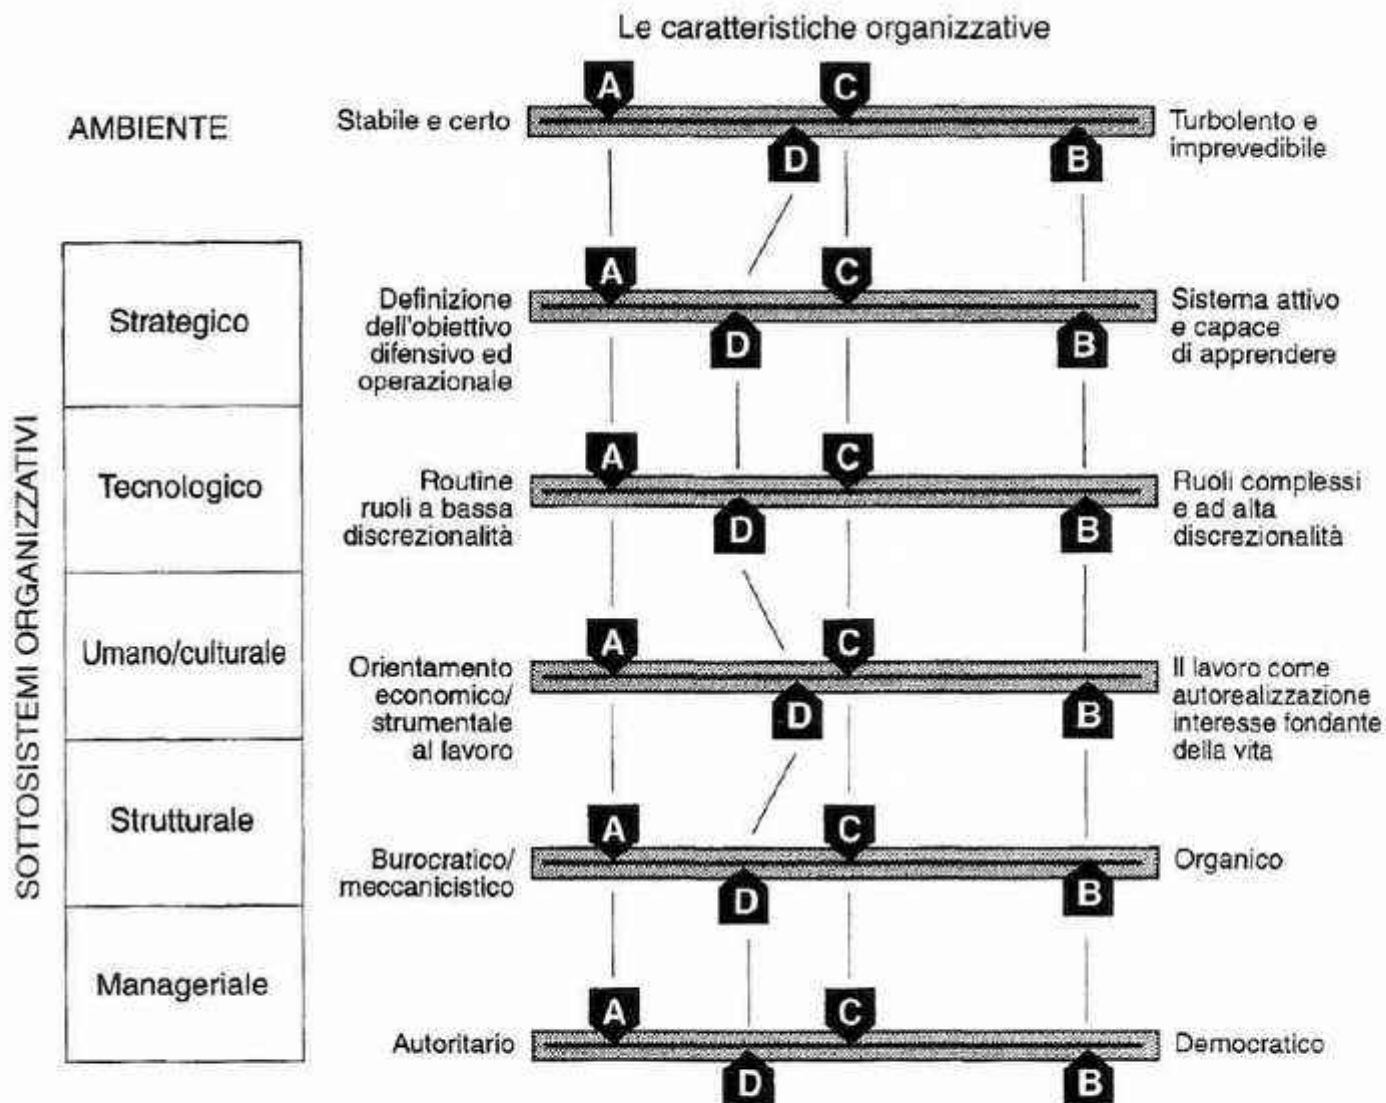 Le caratteristiche organizzative
A
C
AMBIENTE
Stabile e certo
Turbolento e
imprevedibile
D
B
SOTTOSISTEMI ORGANIZZATIVI
A
C
Strategico
Definizione
dell'obiettivo
difensivo ed
operazionale
Sistema attivo
e capace
di apprendere
D
B
A
C
Tecnologico
Routine
ruoli a bassa
discrezionalità
Ruoli complessi
e ad alta
discrezionalità
D
B
A
C
Umano/culturale
Orientamento
economico/
strumentale
al lavoro
Il lavoro come
autorealizzazione
interesse fondante
della vita
D
B
A
C
Strutturale
Burocratico/
meccanicistico
Organico
D
B
A
C
Manageriale
Autoritario
Democratico
D
B